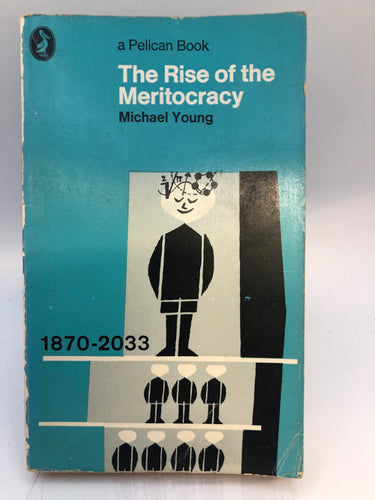 a Pelican Book
The Rise of the
Meritocracy
Michael Young
1870-2033